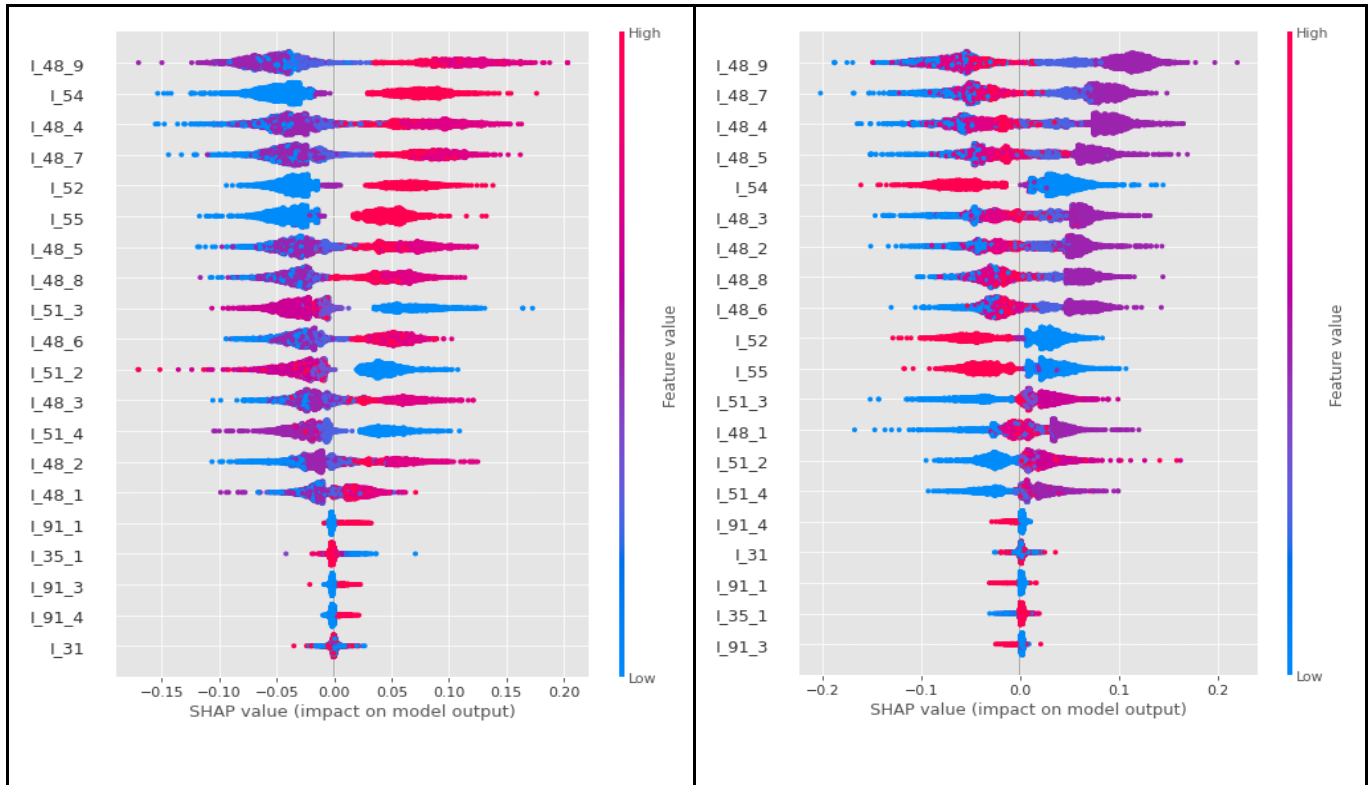 High
I_48_9
I_54
I_48_4
I_48_7
I_52
I_55
I_48_5
I_48_8
I_51_3
I_48_6
I_51_2
I_48_3
I_51_4
I_48_2
I_48_1
I_91_1
I_35_1
I_91_3
I_91_4
I_31
Feature value
Low
−0.15 −0.10 −0.05 0.00 0.05 0.10 0.15 0.20
SHAP value (impact on model output)
High
I_48_9
I_48_7
I_48_4
I_48_5
I_54
I_48_3
I_48_2
I_48_8
I_48_6
I_52
I_55
I_51_3
I_48_1
I_51_2
I_51_4
I_91_4
I_31
I_91_1
I_35_1
I_91_3
Feature value
Low
−0.2 −0.1 0.0 0.1 0.2
SHAP value (impact on model output)